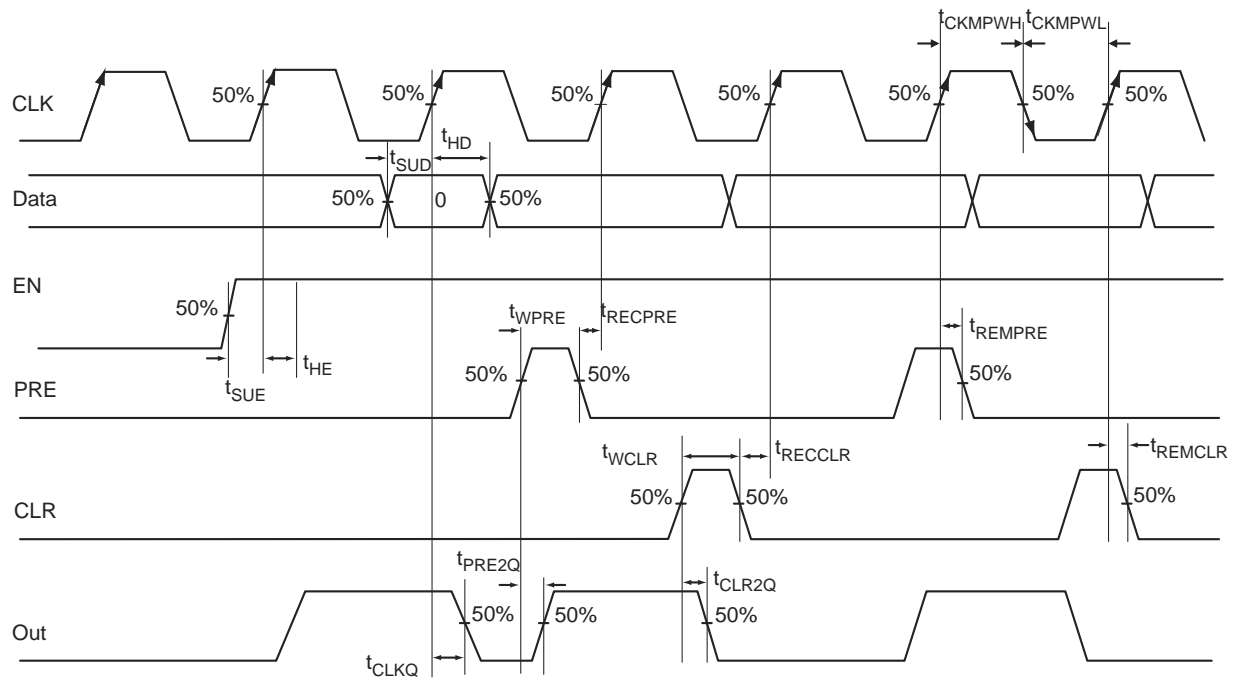 tCKMPWH tCKMPWL
CLK 50% 50% 50% 50% 50% 50% 50%
tSUD tHD
Data 50% 0 50%
EN 50%
tSUE tHE
tWPRE tRECPRE tREMPRE
PRE 50% 50% 50%
tWCLR tRECCLR tREMCLR
CLR 50% 50% 50%
tPRE2Q tCLR2Q
Out 50% 50% 50%
tCLKQ